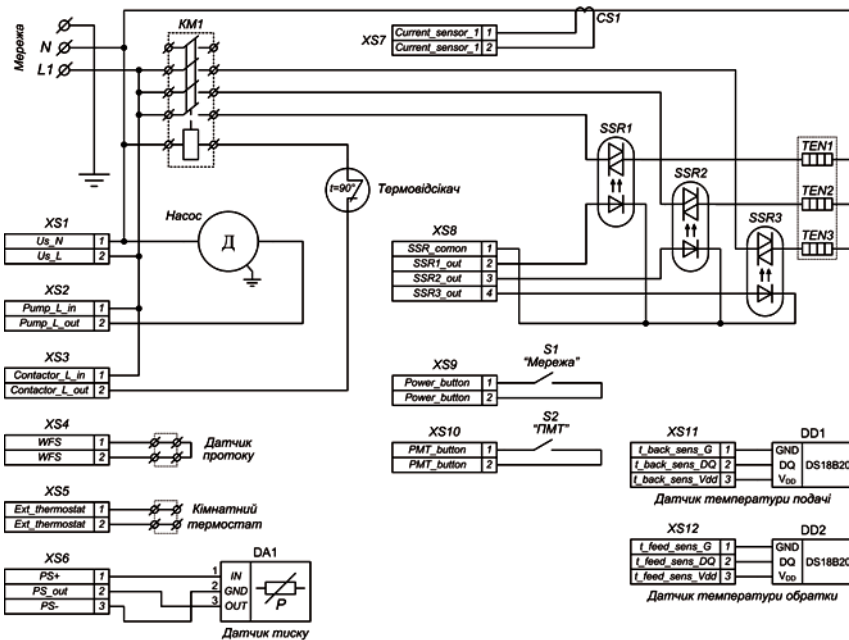 Мережа
N
L1
KM1
XS7
Current_sensor_1 1
Current_sensor_1 2
CS1
t=90°
Термовідсікач
SSR1
SSR2
SSR3
TEN1
TEN2
TEN3
XS1
Us_N 1
Us_L 2
Насос
Д
XS2
Pump_L_in 1
Pump_L_out 2
XS3
Contactor_L_in 1
Contactor_L_out 2
XS8
SSR_comon 1
SSR1_out 2
SSR2_out 3
SSR3_out 4
XS9
Power_button 1
Power_button 2
S1
"Мережа"
XS4
WFS 1
WFS 2
Датчик
протоку
XS10
PMT_button 1
PMT_button 2
S2
"ПМТ"
XS5
Ext_thermostat 1
Ext_thermostat 2
Кімнатний
термостат
XS6
PS+ 1
PS_out 2
PS- 3
DA1
1 IN
2 GND
3 OUT
P
Датчик тиску
XS11
t_back_sens_G 1
t_back_sens_DQ 2
t_back_sens_Vdd 3
DD1
GND
DQ
VDD
DS18B20
Датчик температури подачі
XS12
t_feed_sens_G 1
t_feed_sens_DQ 2
t_feed_sens_Vdd 3
DD2
GND
DQ
VDD
DS18B20
Датчик температури обратки